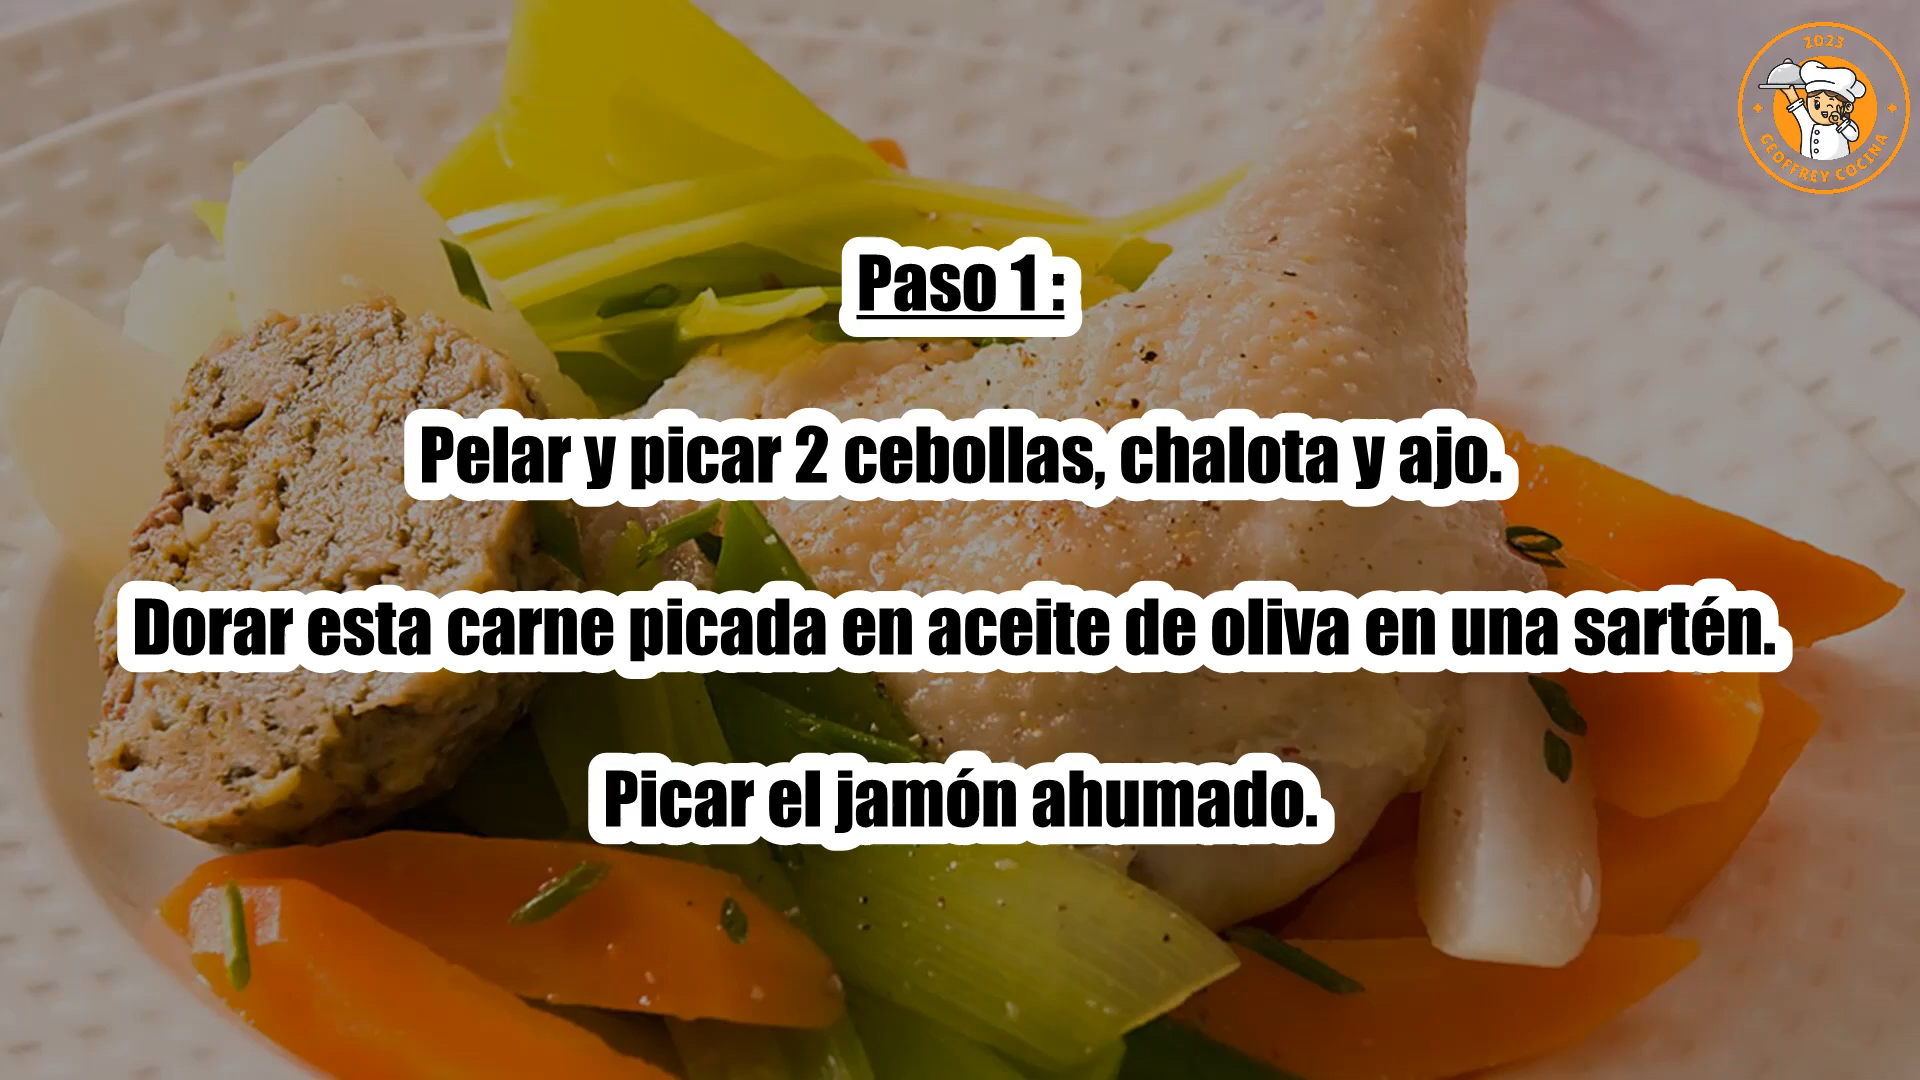 2023
GEOFFREY COCINA
Paso 1 :
Pelar y picar 2 cebollas, chalota y ajo.
Dorar esta carne picada en aceite de oliva en una sartén.
Picar el jamón ahumado.